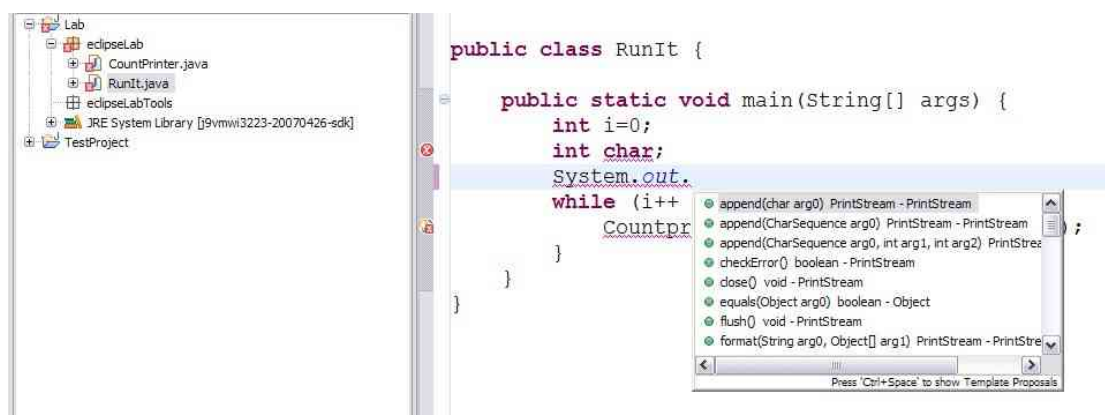 Lab
eclipseLab
CountPrinter.java
RunIt.java
eclipseLabTools
JRE System Library [j9vmwi3223-20070426-sdk]
TestProject
public class RunIt {
public static void main(String[] args) {
int i=0;
int char;
System.out.
while (i++
Countpr );
}
}
}
append(char arg0) PrintStream - PrintStream
append(CharSequence arg0) PrintStream - PrintStream
append(CharSequence arg0, int arg1, int arg2) PrintStrea
checkError() boolean - PrintStream
close() void - PrintStream
equals(Object arg0) boolean - Object
flush() void - PrintStream
format(String arg0, Object[] arg1) PrintStream - PrintStre
Press 'Ctrl+Space' to show Template Proposals